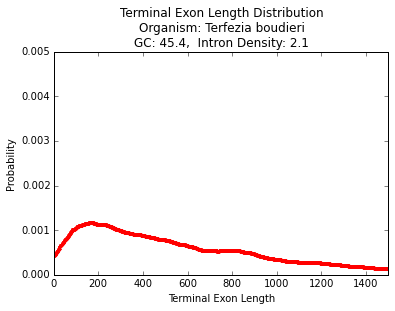 Terminal Exon Length Distribution
Organism: Terfezia boudieri
GC: 45.4,  Intron Density: 2.1
0.005
0.004
0.003
0.002
0.001
0.000
Probability
0 200 400 600 800 1000 1200 1400
Terminal Exon Length